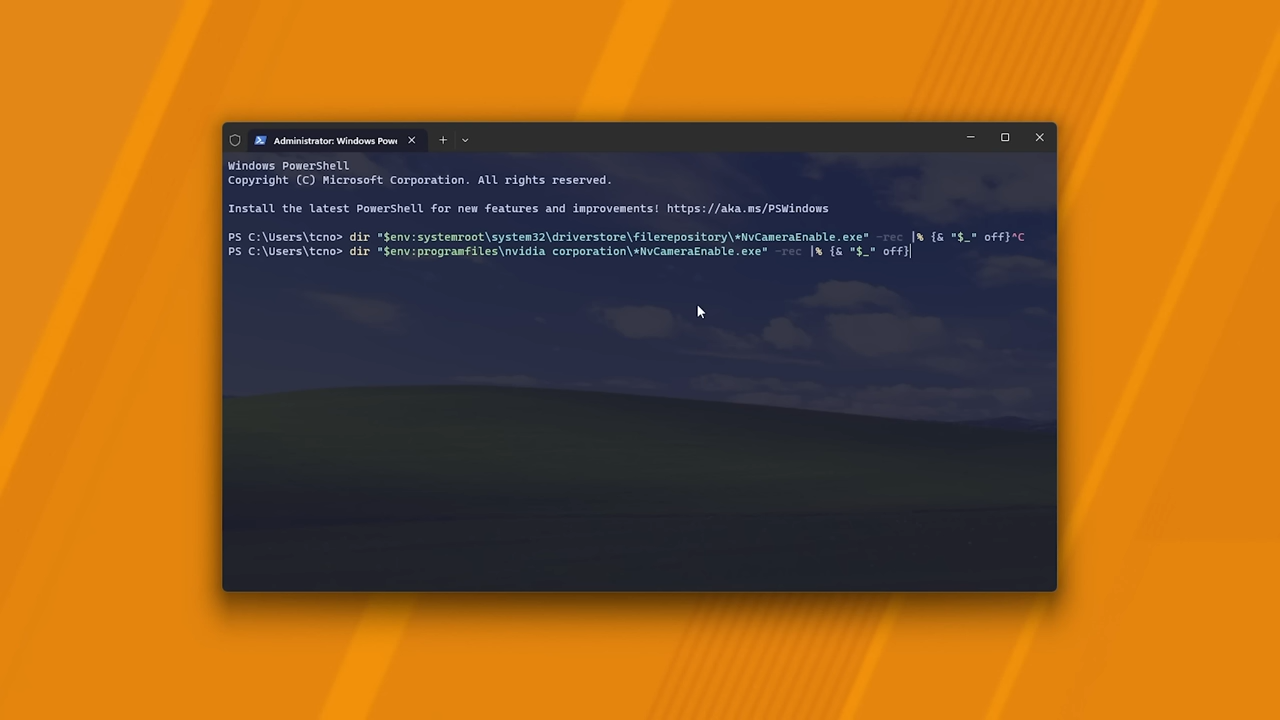 Administrator: Windows Powe
Windows PowerShell
Copyright (C) Microsoft Corporation. All rights reserved.
Install the latest PowerShell for new features and improvements! https://aka.ms/PSWindows
PS C:\Users\tcno> dir "$env:systemroot\system32\driverstore\filerepository\*NvCameraEnable.exe" -rec |% {& "$_" off}^C
PS C:\Users\tcno> dir "$env:programfiles\nvidia corporation\*NvCameraEnable.exe" -rec |% {& "$_" off}